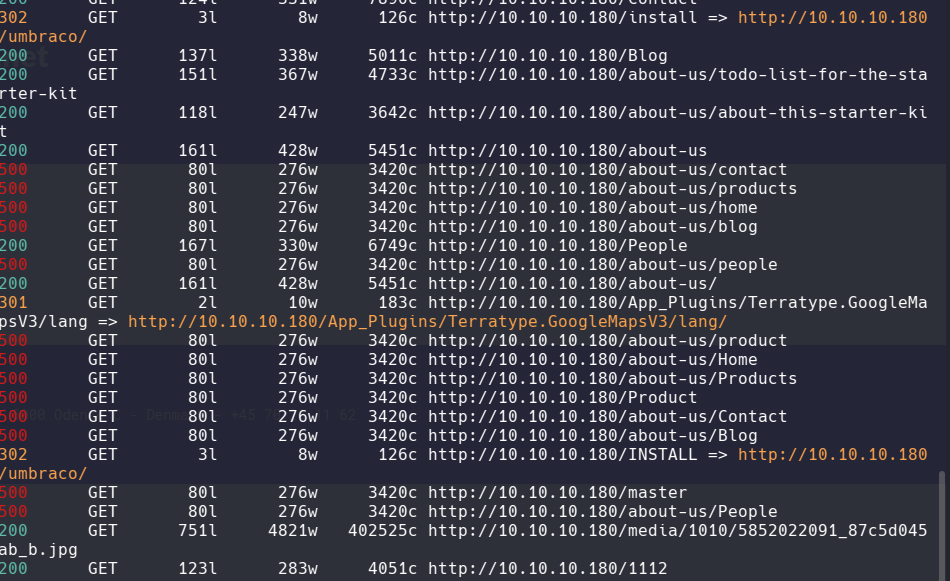 200 GET 124l 331w 7890c http://10.10.10.180/contact
302 GET 3l 8w 126c http://10.10.10.180/install => http://10.10.10.180
/umbraco/
200 GET 137l 338w 5011c http://10.10.10.180/Blog
200 GET 151l 367w 4733c http://10.10.10.180/about-us/todo-list-for-the-sta
rter-kit
200 GET 118l 247w 3642c http://10.10.10.180/about-us/about-this-starter-ki
t
200 GET 161l 428w 5451c http://10.10.10.180/about-us
500 GET 80l 276w 3420c http://10.10.10.180/about-us/contact
500 GET 80l 276w 3420c http://10.10.10.180/about-us/products
500 GET 80l 276w 3420c http://10.10.10.180/about-us/home
500 GET 80l 276w 3420c http://10.10.10.180/about-us/blog
200 GET 167l 330w 6749c http://10.10.10.180/People
500 GET 80l 276w 3420c http://10.10.10.180/about-us/people
200 GET 161l 428w 5451c http://10.10.10.180/about-us/
301 GET 2l 10w 183c http://10.10.10.180/App_Plugins/Terratype.GoogleMa
psV3/lang => http://10.10.10.180/App_Plugins/Terratype.GoogleMapsV3/lang/
500 GET 80l 276w 3420c http://10.10.10.180/about-us/product
500 GET 80l 276w 3420c http://10.10.10.180/about-us/Home
500 GET 80l 276w 3420c http://10.10.10.180/about-us/Products
500 GET 80l 276w 3420c http://10.10.10.180/Product
500 GET 80l 276w 3420c http://10.10.10.180/about-us/Contact
500 GET 80l 276w 3420c http://10.10.10.180/about-us/Blog
302 GET 3l 8w 126c http://10.10.10.180/INSTALL => http://10.10.10.180
/umbraco/
500 GET 80l 276w 3420c http://10.10.10.180/master
500 GET 80l 276w 3420c http://10.10.10.180/about-us/People
200 GET 751l 4821w 402525c http://10.10.10.180/media/1010/5852022091_87c5d045
ab_b.jpg
200 GET 123l 283w 4051c http://10.10.10.180/1112